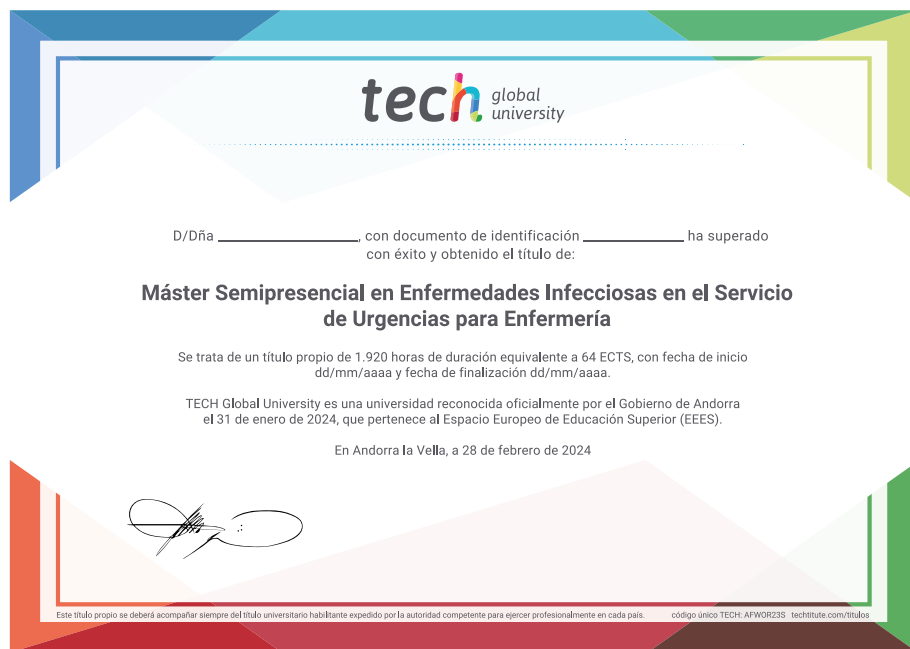 tech global
university
D/Dña ____________________, con documento de identificación ______________ ha superado
con éxito y obtenido el título de:
Máster Semipresencial en Enfermedades Infecciosas en el Servicio
de Urgencias para Enfermería
Se trata de un título propio de 1.920 horas de duración equivalente a 64 ECTS, con fecha de inicio
dd/mm/aaaa y fecha de finalización dd/mm/aaaa.
TECH Global University es una universidad reconocida oficialmente por el Gobierno de Andorra
el 31 de enero de 2024, que pertenece al Espacio Europeo de Educación Superior (EEES).
En Andorra la Vella, a 28 de febrero de 2024
Este título propio se deberá acompañar siempre del título universitario habilitante expedido por la autoridad competente para ejercer profesionalmente en cada país. código único TECH: AFWOR23S techtitute.com/titulos